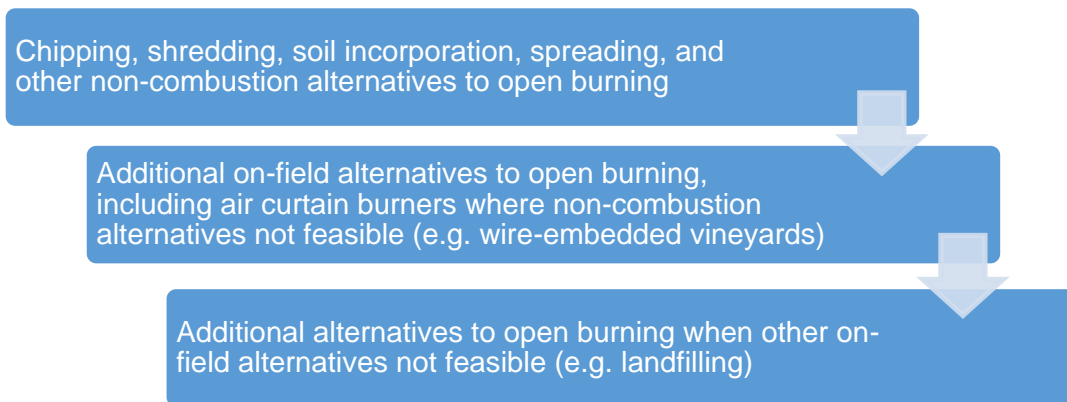 Chipping, shredding, soil incorporation, spreading, and
other non-combustion alternatives to open burning
Additional on-field alternatives to open burning,
including air curtain burners where non-combustion
alternatives not feasible (e.g. wire-embedded vineyards)
Additional alternatives to open burning when other on-
field alternatives not feasible (e.g. landfilling)